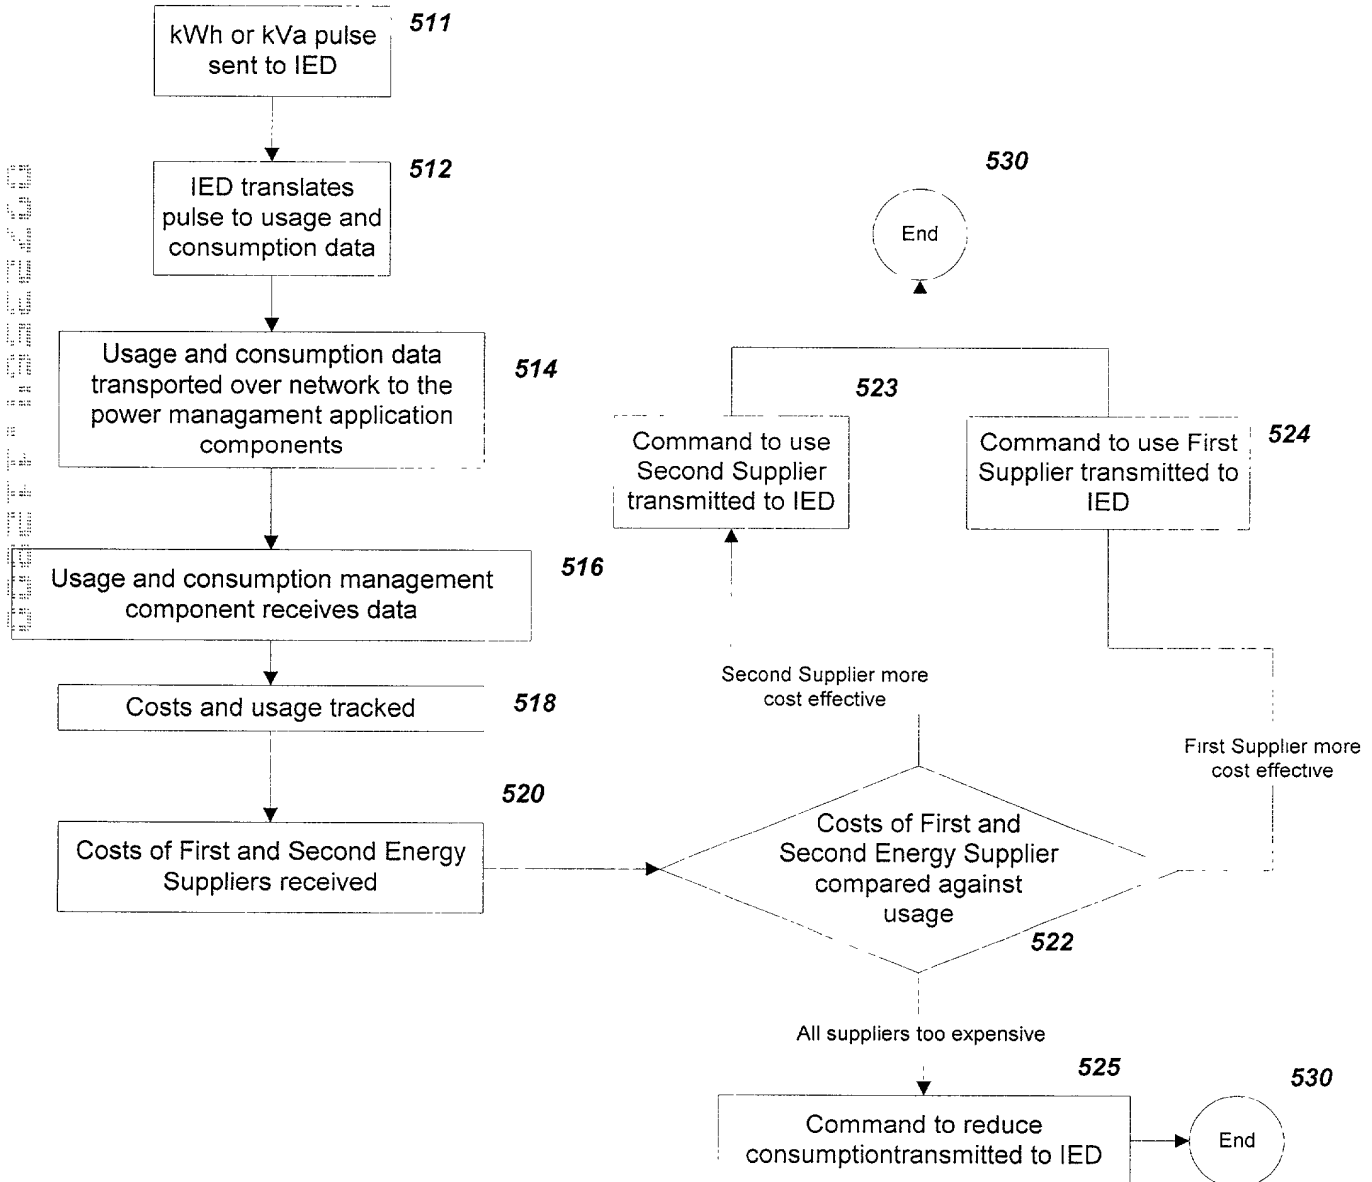 kWh or kVa pulse
sent to IED
511
IED translates
pulse to usage and
consumption data
512
Usage and consumption data
transported over network to the
power managament application
components
514
Usage and consumption management
component receives data
516
Costs and usage tracked
518
Costs of First and Second Energy
Suppliers received
520
Costs of First and
Second Energy Supplier
compared against
usage
522
Second Supplier more
cost effective
Command to use
Second Supplier
transmitted to IED
523
First Supplier more
cost effective
Command to use First
Supplier transmitted to
IED
524
End
530
All suppliers too expensive
Command to reduce
consumptiontransmitted to IED
525
End
530